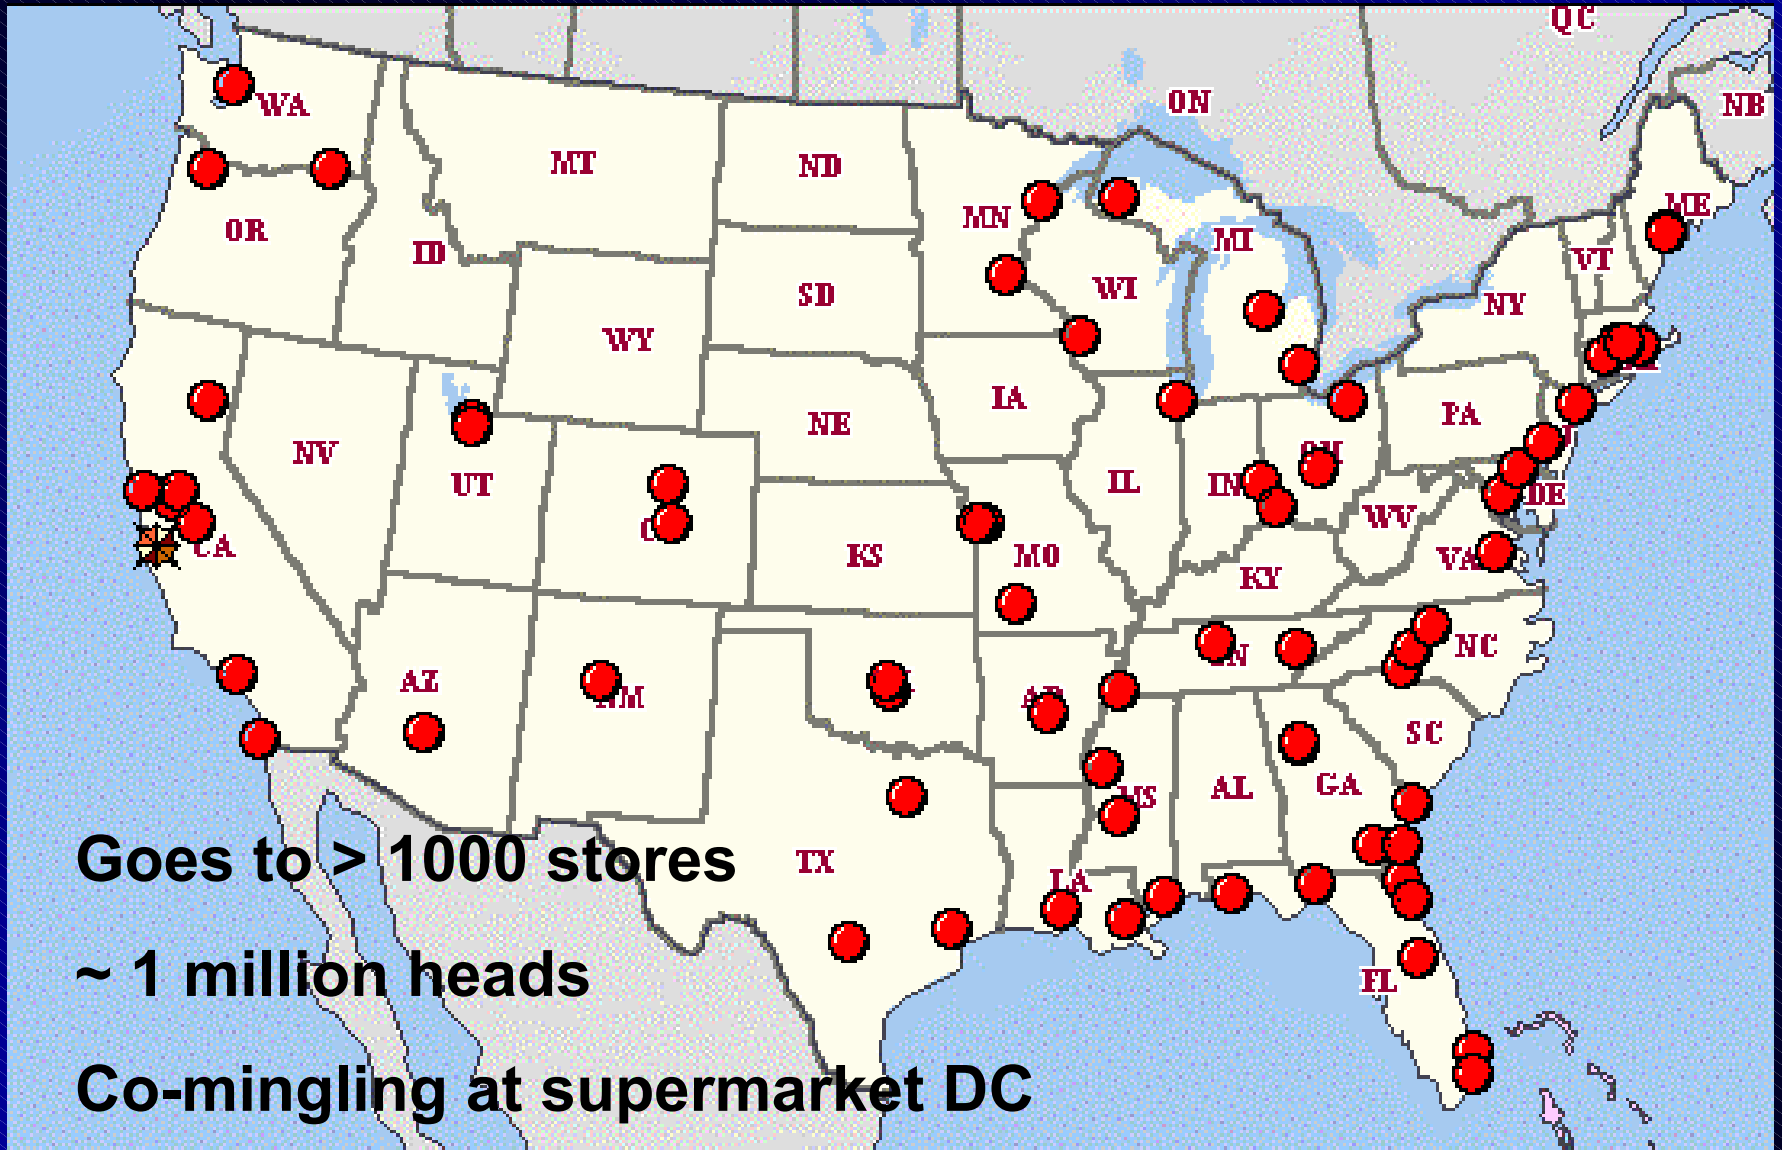 QC
WA
ON
NB
MT
ND
MN
ME
OR
ID
MI
VT
SD
WI
NY
WY
IA
PA
NE
NV
UT
IL
IN
DE
WV
CA
KS
MO
VA
KY
NC
AZ
SC
AL
GA
MS
TX
LA
FL
Goes to > 1000 stores
~ 1 million heads
Co-mingling at supermarket DC